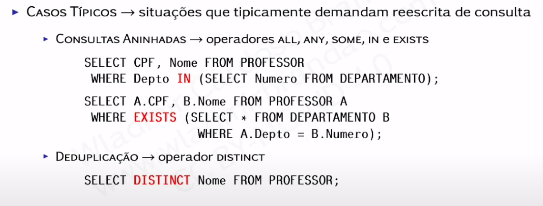 ▸ CASOS TÍPICOS → situações que tipicamente demandam reescrita de consulta
▸ CONSULTAS ANINHADAS → operadores ALL, ANY, SOME, IN e EXISTS
SELECT CPF, Nome FROM PROFESSOR
WHERE Depto IN (SELECT Numero FROM DEPARTAMENTO);
SELECT A.CPF, B.Nome FROM PROFESSOR A
WHERE EXISTS (SELECT * FROM DEPARTAMENTO B
WHERE A.Depto = B.Numero);
▸ DEDUPLICAÇÃO → operador DISTINCT
SELECT DISTINCT Nome FROM PROFESSOR;